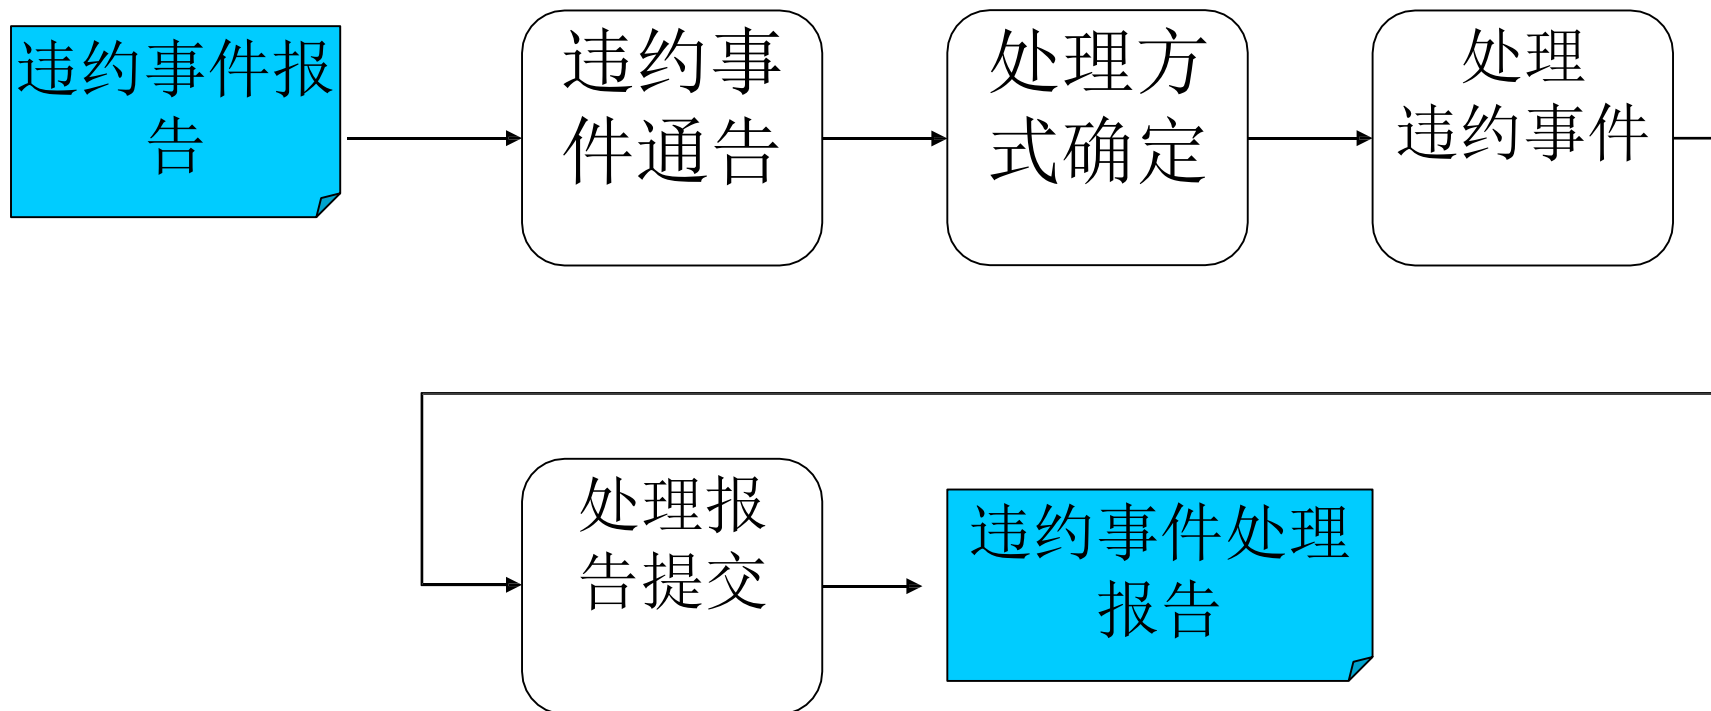 违约事件报
告
违约事
件通告
处理方
式确定
处理
违约事件
处理报
告提交
违约事件处理
报告